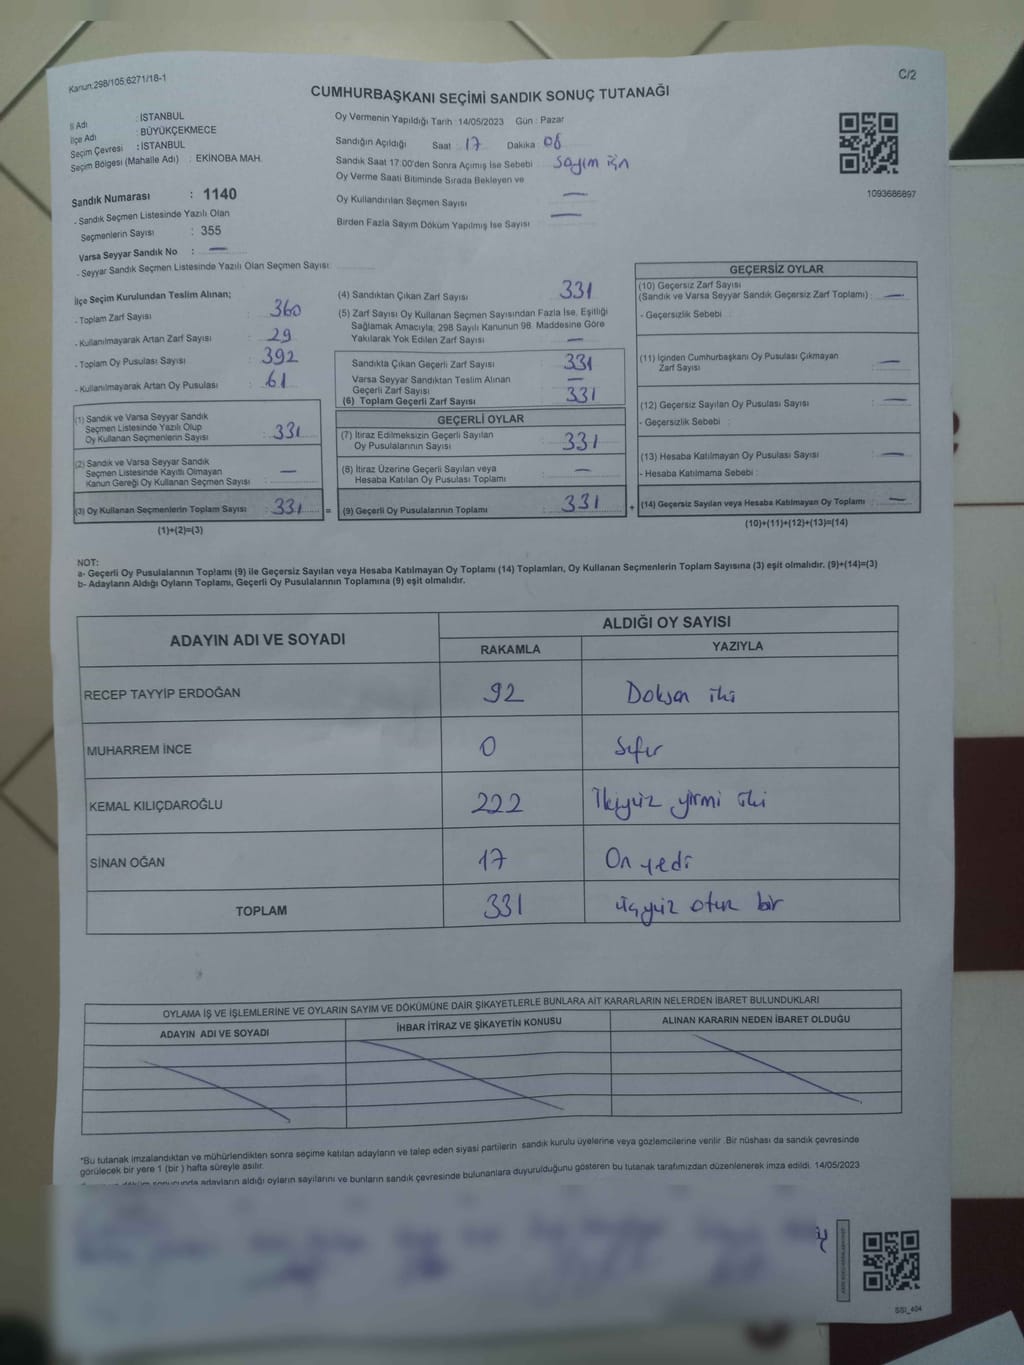 Kanun.298/105,6271/18-1
C/2
CUMHURBAŞKANI SEÇİMİ SANDIK SONUÇ TUTANAĞI
İl Adı : İSTANBUL
İlçe Adı : BÜYÜKÇEKMECE
Seçim Çevresi : İSTANBUL
Seçim Bölgesi (Mahalle Adı) : EKİNOBA MAH.
Sandık Numarası : 1140
- Sandık Seçmen Listesinde Yazılı Olan
Seçmenlerin Sayısı : 355
Varsa Seyyar Sandık No : —
- Seyyar Sandık Seçmen Listesinde Yazılı Olan Seçmen Sayısı:
Oy Vermenin Yapıldığı Tarih :14/05/2023 Gün : Pazar
Sandığın Açıldığı Saat 17 Dakika 08
Sandık Saat 17:00'den Sonra Açımış İse Sebebi Sayım için
Oy Verme Saati Bitiminde Sırada Bekleyen ve
Oy Kullandırılan Seçmen Sayısı —
Birden Fazla Sayım Döküm Yapılmış İse Sayısı —
1093686897
İlçe Seçim Kurulundan Teslim Alınan;
- Toplam Zarf Sayısı : 360
- Kullanılmayarak Artan Zarf Sayısı : 29
- Toplam Oy Pusulası Sayısı : 392
- Kullanılmayarak Artan Oy Pusulası : 61
(1) Sandık ve Varsa Seyyar Sandık
Seçmen Listesinde Yazılı Olup
Oy Kullanan Seçmenlerin Sayısı : 331
(2) Sandık ve Varsa Seyyar Sandık
Seçmen Listesinde Kayıtlı Olmayan
Kanun Gereği Oy Kullanan Seçmen Sayısı : —
(3) Oy Kullanan Seçmenlerin Toplam Sayısı : 331 =
(1)+(2)=(3)
(4) Sandıktan Çıkan Zarf Sayısı 331
(5) Zarf Sayısı Oy Kullanan Seçmen Sayısından Fazla İse, Eşitliği
Sağlamak Amacıyla, 298 Sayılı Kanunun 98. Maddesine Göre
Yakılarak Yok Edilen Zarf Sayısı —
Sandıkta Çıkan Geçerli Zarf Sayısı 331
Varsa Seyyar Sandıktan Teslim Alınan
Geçerli Zarf Sayısı —
(6) Toplam Geçerli Zarf Sayısı 331
GEÇERLİ OYLAR
(7) İtiraz Edilmeksizin Geçerli Sayılan
Oy Pusulalarının Sayısı 331
(8) İtiraz Üzerine Geçerli Sayılan veya
Hesaba Katılan Oy Pusulası Toplamı —
(9) Geçerli Oy Pusulalarının Toplamı 331 +
GEÇERSİZ OYLAR
(10) Geçersiz Zarf Sayısı
(Sandık ve Varsa Seyyar Sandık Geçersiz Zarf Toplamı) : —
- Geçersizlik Sebebi :
(11) İçinden Cumhurbaşkanı Oy Pusulası Çıkmayan
Zarf Sayısı : —
(12) Geçersiz Sayılan Oy Pusulası Sayısı : —
- Geçersizlik Sebebi :
(13) Hesaba Katılmayan Oy Pusulası Sayısı : —
- Hesaba Katılmama Sebebi :
(14) Geçersiz Sayılan veya Hesaba Katılmayan Oy Toplamı : —
(10)+(11)+(12)+(13)=(14)
NOT:
a- Geçerli Oy Pusulalarının Toplamı (9) ile Geçersiz Sayılan veya Hesaba Katılmayan Oy Toplamı (14) Toplamları, Oy Kullanan Seçmenlerin Toplam Sayısına (3) eşit olmalıdır. (9)+(14)=(3)
b- Adayların Aldığı Oyların Toplamı, Geçerli Oy Pusulalarının Toplamına (9) eşit olmalıdır.
ADAYIN ADI VE SOYADI
ALDIĞI OY SAYISI
RAKAMLA YAZIYLA
RECEP TAYYİP ERDOĞAN 92 Doksan iki
MUHARREM İNCE 0 Sıfır
KEMAL KILIÇDAROĞLU 222 İkiyüz yirmi iki
SİNAN OĞAN 17 On yedi
TOPLAM 331 üçyüz otuz bir
OYLAMA İŞ VE İŞLEMLERİNE VE OYLARIN SAYIM VE DÖKÜMÜNE DAİR ŞİKAYETLERLE BUNLARA AİT KARARLARIN NELERDEN İBARET BULUNDUKLARI
ADAYIN ADI VE SOYADI İHBAR İTİRAZ VE ŞİKAYETİN KONUSU ALINAN KARARIN NEDEN İBARET OLDUĞU
*Bu tutanak imzalandıktan ve mühürlendikten sonra seçime katılan adayların ve talep eden siyasi partilerin sandık kurulu üyelerine veya gözlemcilerine verilir. Bir nüshası da sandık çevresinde
görülecek bir yere 1 (bir ) hafta süreyle asılır.
döküm sonucunda adayların aldığı oyların sayılarını ve bunların sandık çevresinde bulunanlara duyurulduğunu gösteren bu tutanak tarafımızdan düzenlenerek imza edildi. 14/05/2023
SSI_404